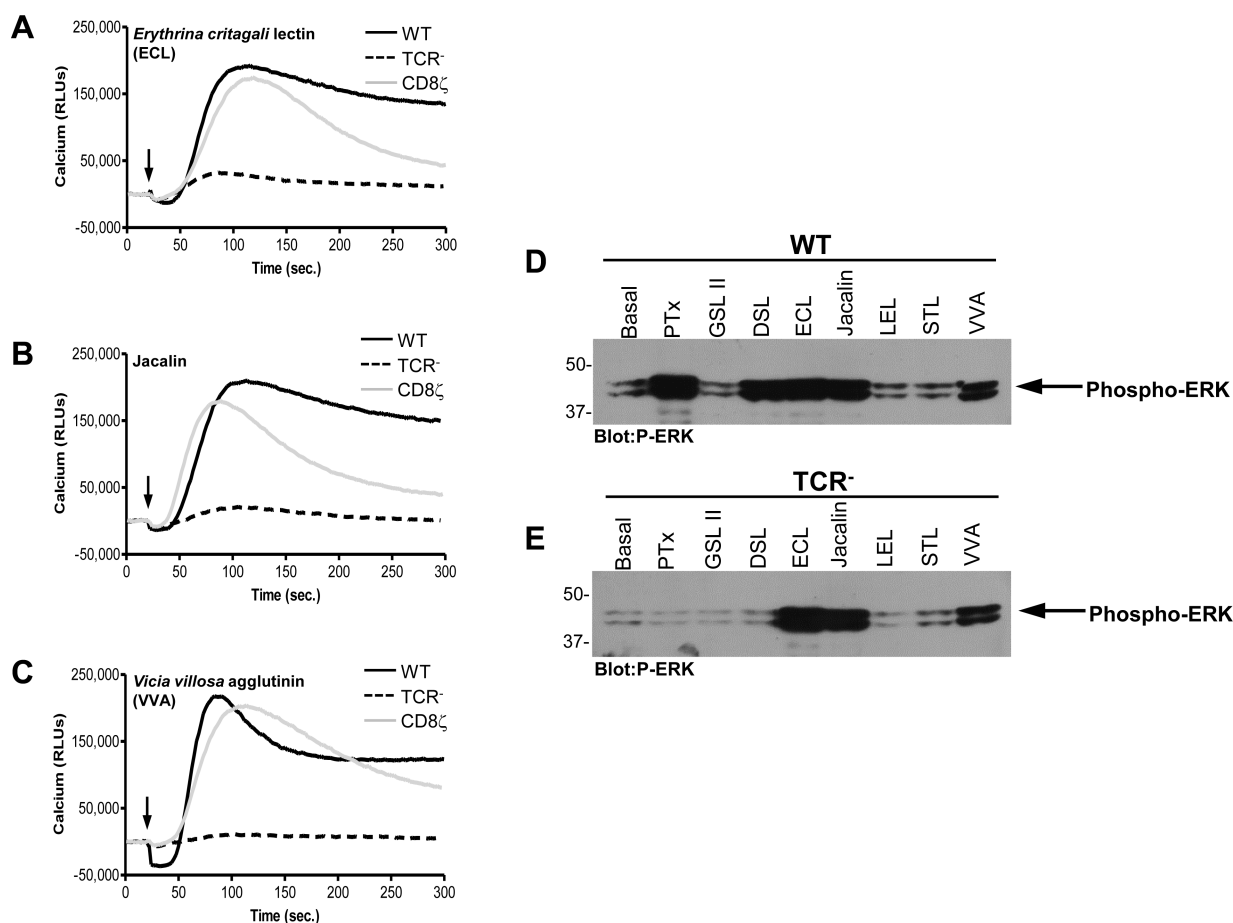 A
Erythrina critagali lectin
(ECL)
WT
TCR-
CD8ζ
Calcium (RLUs)
250,000
150,000
50,000
-50,000
0 50 100 150 200 250 300
Time (sec.)
B
Jacalin
WT
TCR-
CD8ζ
Calcium (RLUs)
250,000
150,000
50,000
-50,000
0 50 100 150 200 250 300
Time (sec.)
C
Vicia villosa agglutinin
(VVA)
WT
TCR-
CD8ζ
Calcium (RLUs)
250,000
150,000
50,000
-50,000
0 50 100 150 200 250 300
Time (sec.)
D
WT
Basal PTx GSL II DSL ECL Jacalin LEL STL VVA
50-
37-
Phospho-ERK
Blot:P-ERK
E
TCR-
Basal PTx GSL II DSL ECL Jacalin LEL STL VVA
50-
37-
Phospho-ERK
Blot:P-ERK